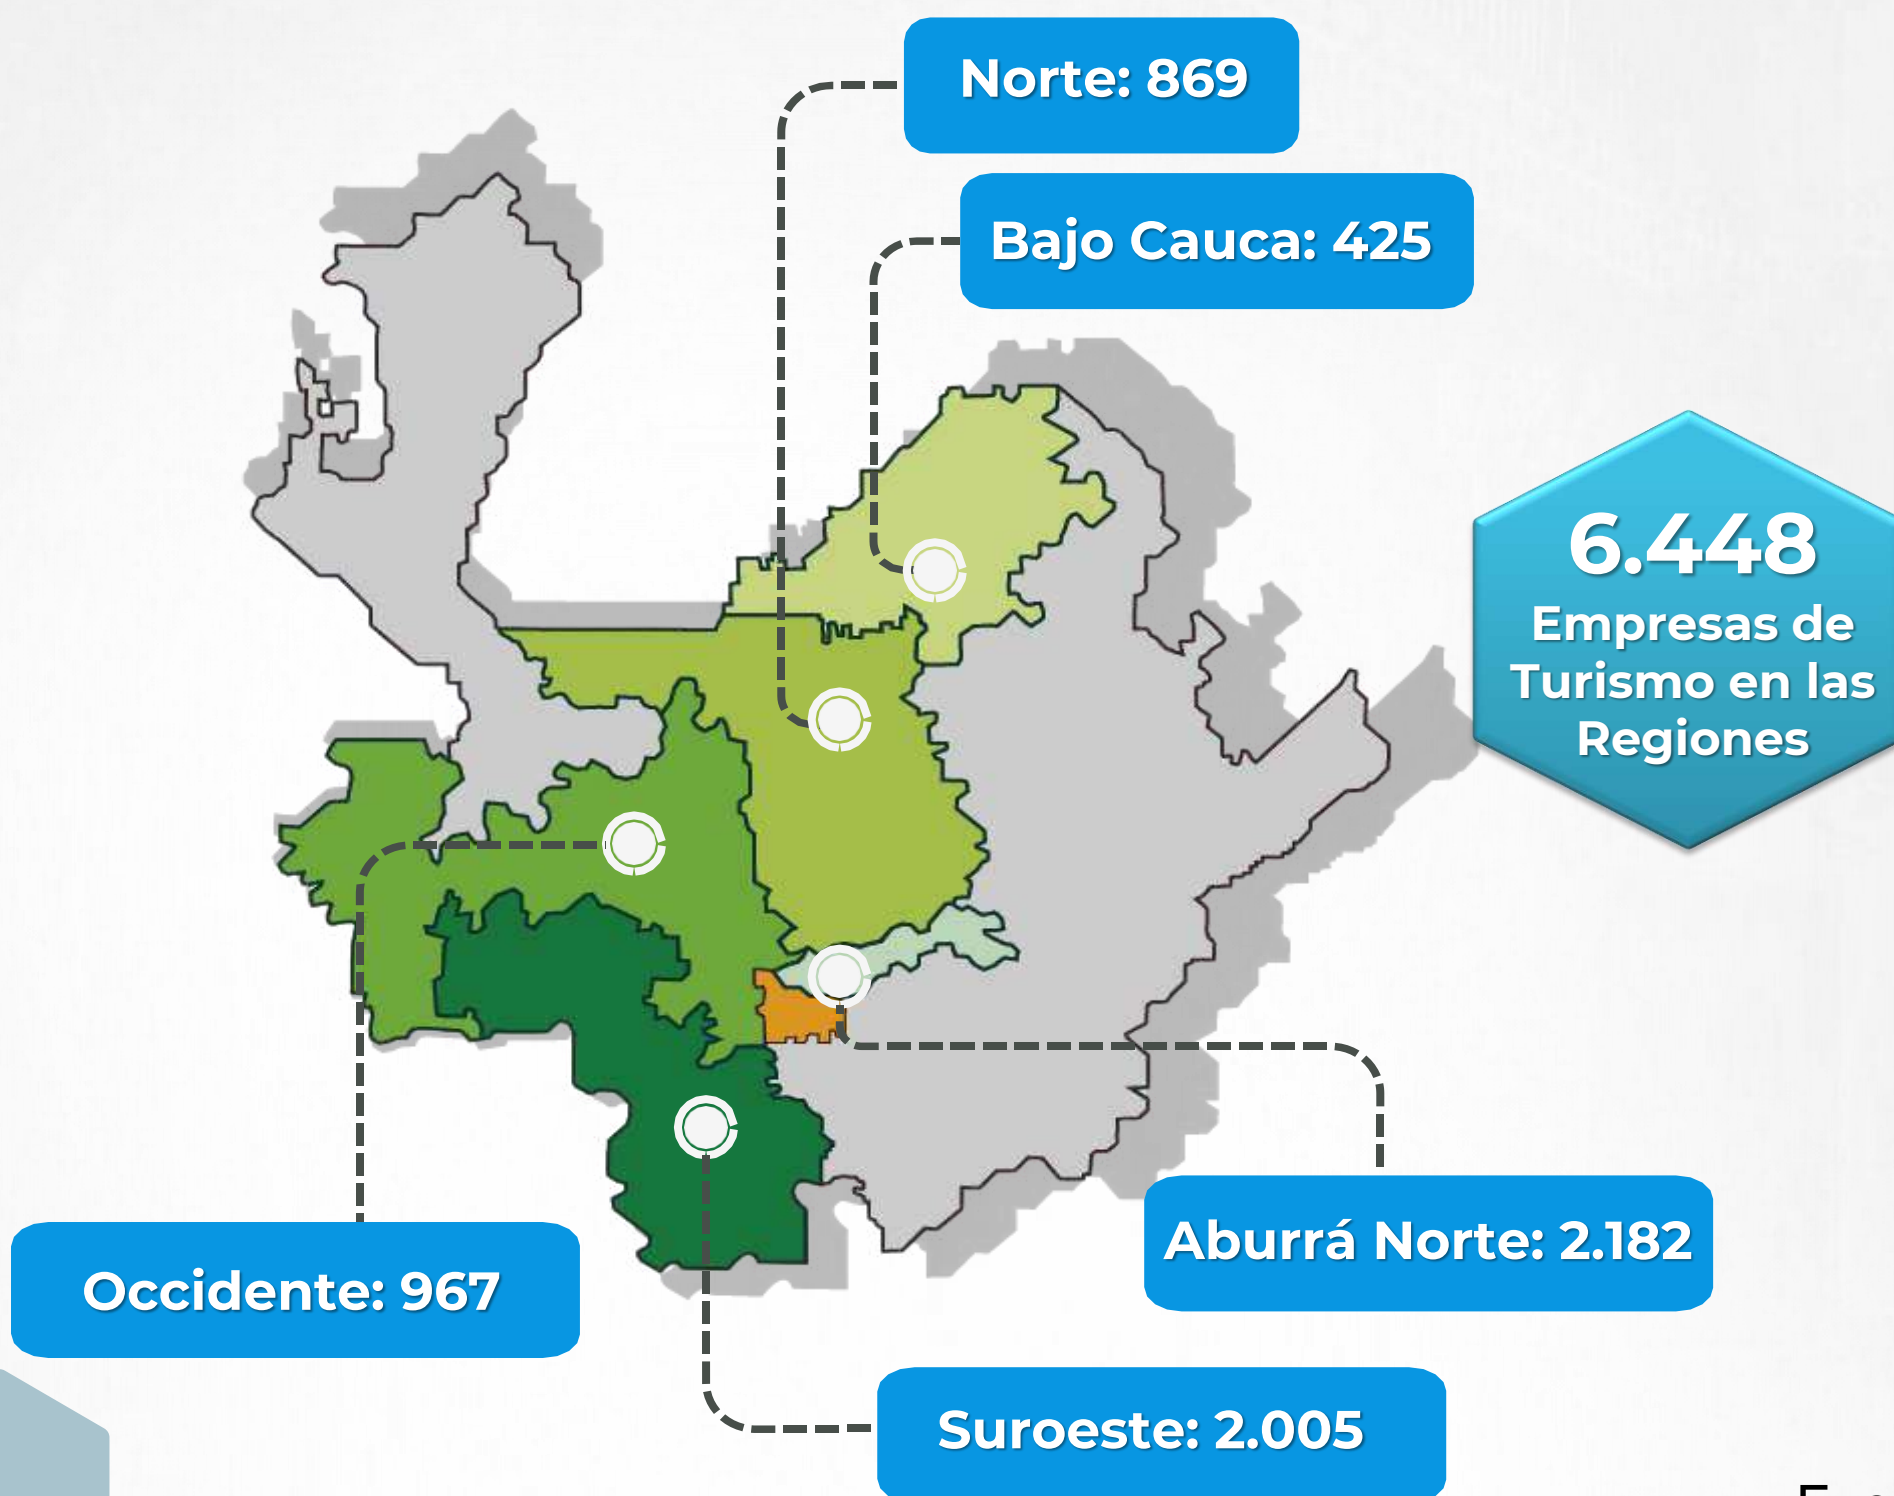 Norte: 869
Bajo Cauca: 425
6.448
Empresas de
Turismo en las
Regiones
Aburrá Norte: 2.182
Occidente: 967
Suroeste: 2.005